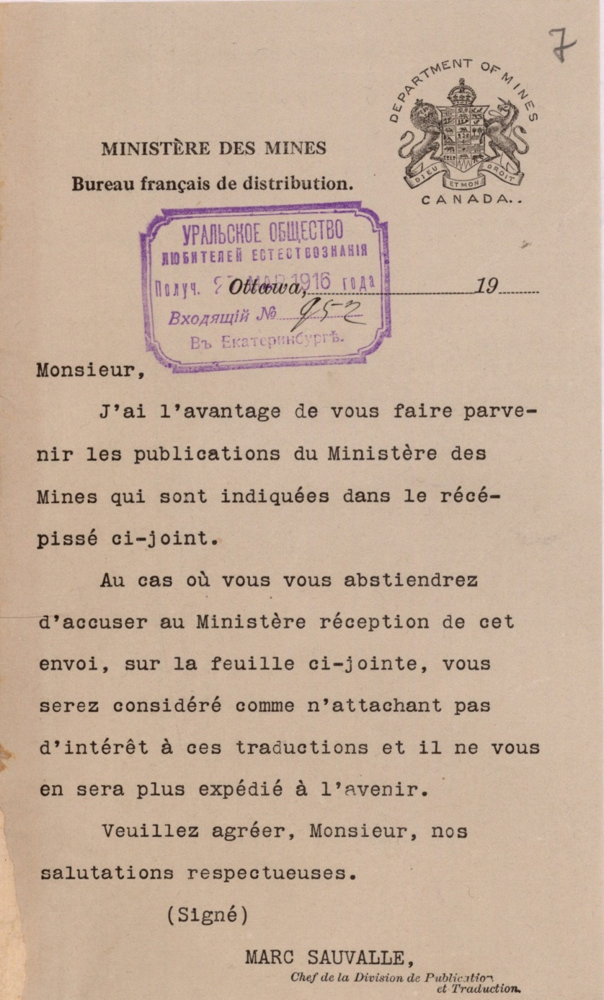 7
DEPARTMENT OF MINES
DIEU ET MON DROIT
CANADA..
MINISTÈRE DES MINES
Bureau français de distribution.
УРАЛЬСКОЕ ОБЩЕСТВО
ЛЮБИТЕЛЕЙ ЕСТЕСТВОЗНАНІЯ
Получ. МАР 1916 года
Ottawa, 19
Входящій № 952
Въ Екатеринбургѣ.
Monsieur,
J'ai l'avantage de vous faire parve-
nir les publications du Ministère des
Mines qui sont indiquées dans le récé-
pissé ci-joint.
Au cas où vous vous abstiendrez
d'accuser au Ministère réception de cet
envoi, sur la feuille ci-jointe, vous
serez considéré comme n'attachant pas
d'intérêt à ces traductions et il ne vous
en sera plus expédié à l'avenir.
Veuillez agréer, Monsieur, nos
salutations respectueuses.
(Signé)
MARC SAUVALLE,
Chef de la Division de Publication
et Traduction.